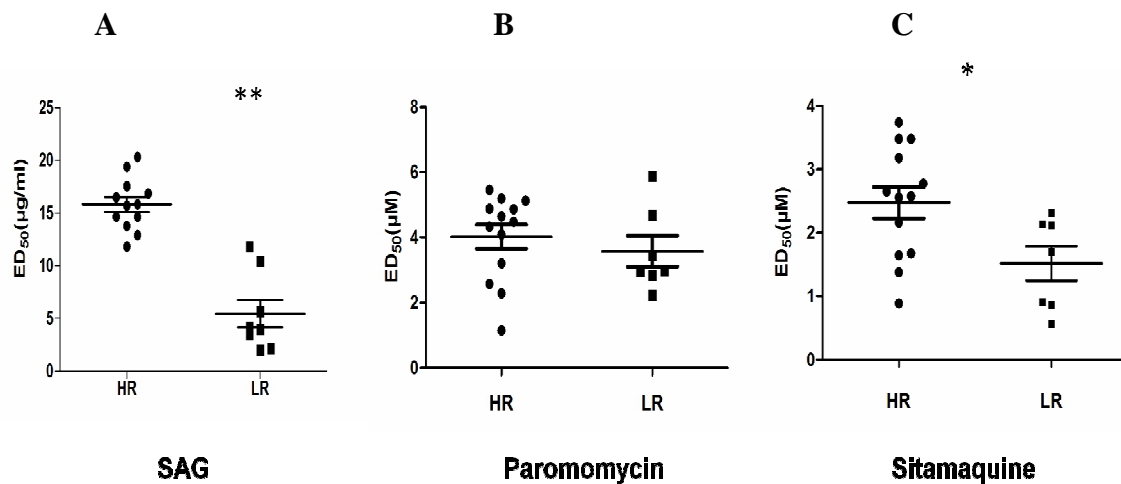 A
**
ED50(µg/ml)
25
20
15
10
5
0
HR LR
SAG
B
ED50(µM)
8
6
4
2
0
HR LR
Paromomycin
C
*
ED50(µM)
4
3
2
1
0
HR LR
Sitamaquine